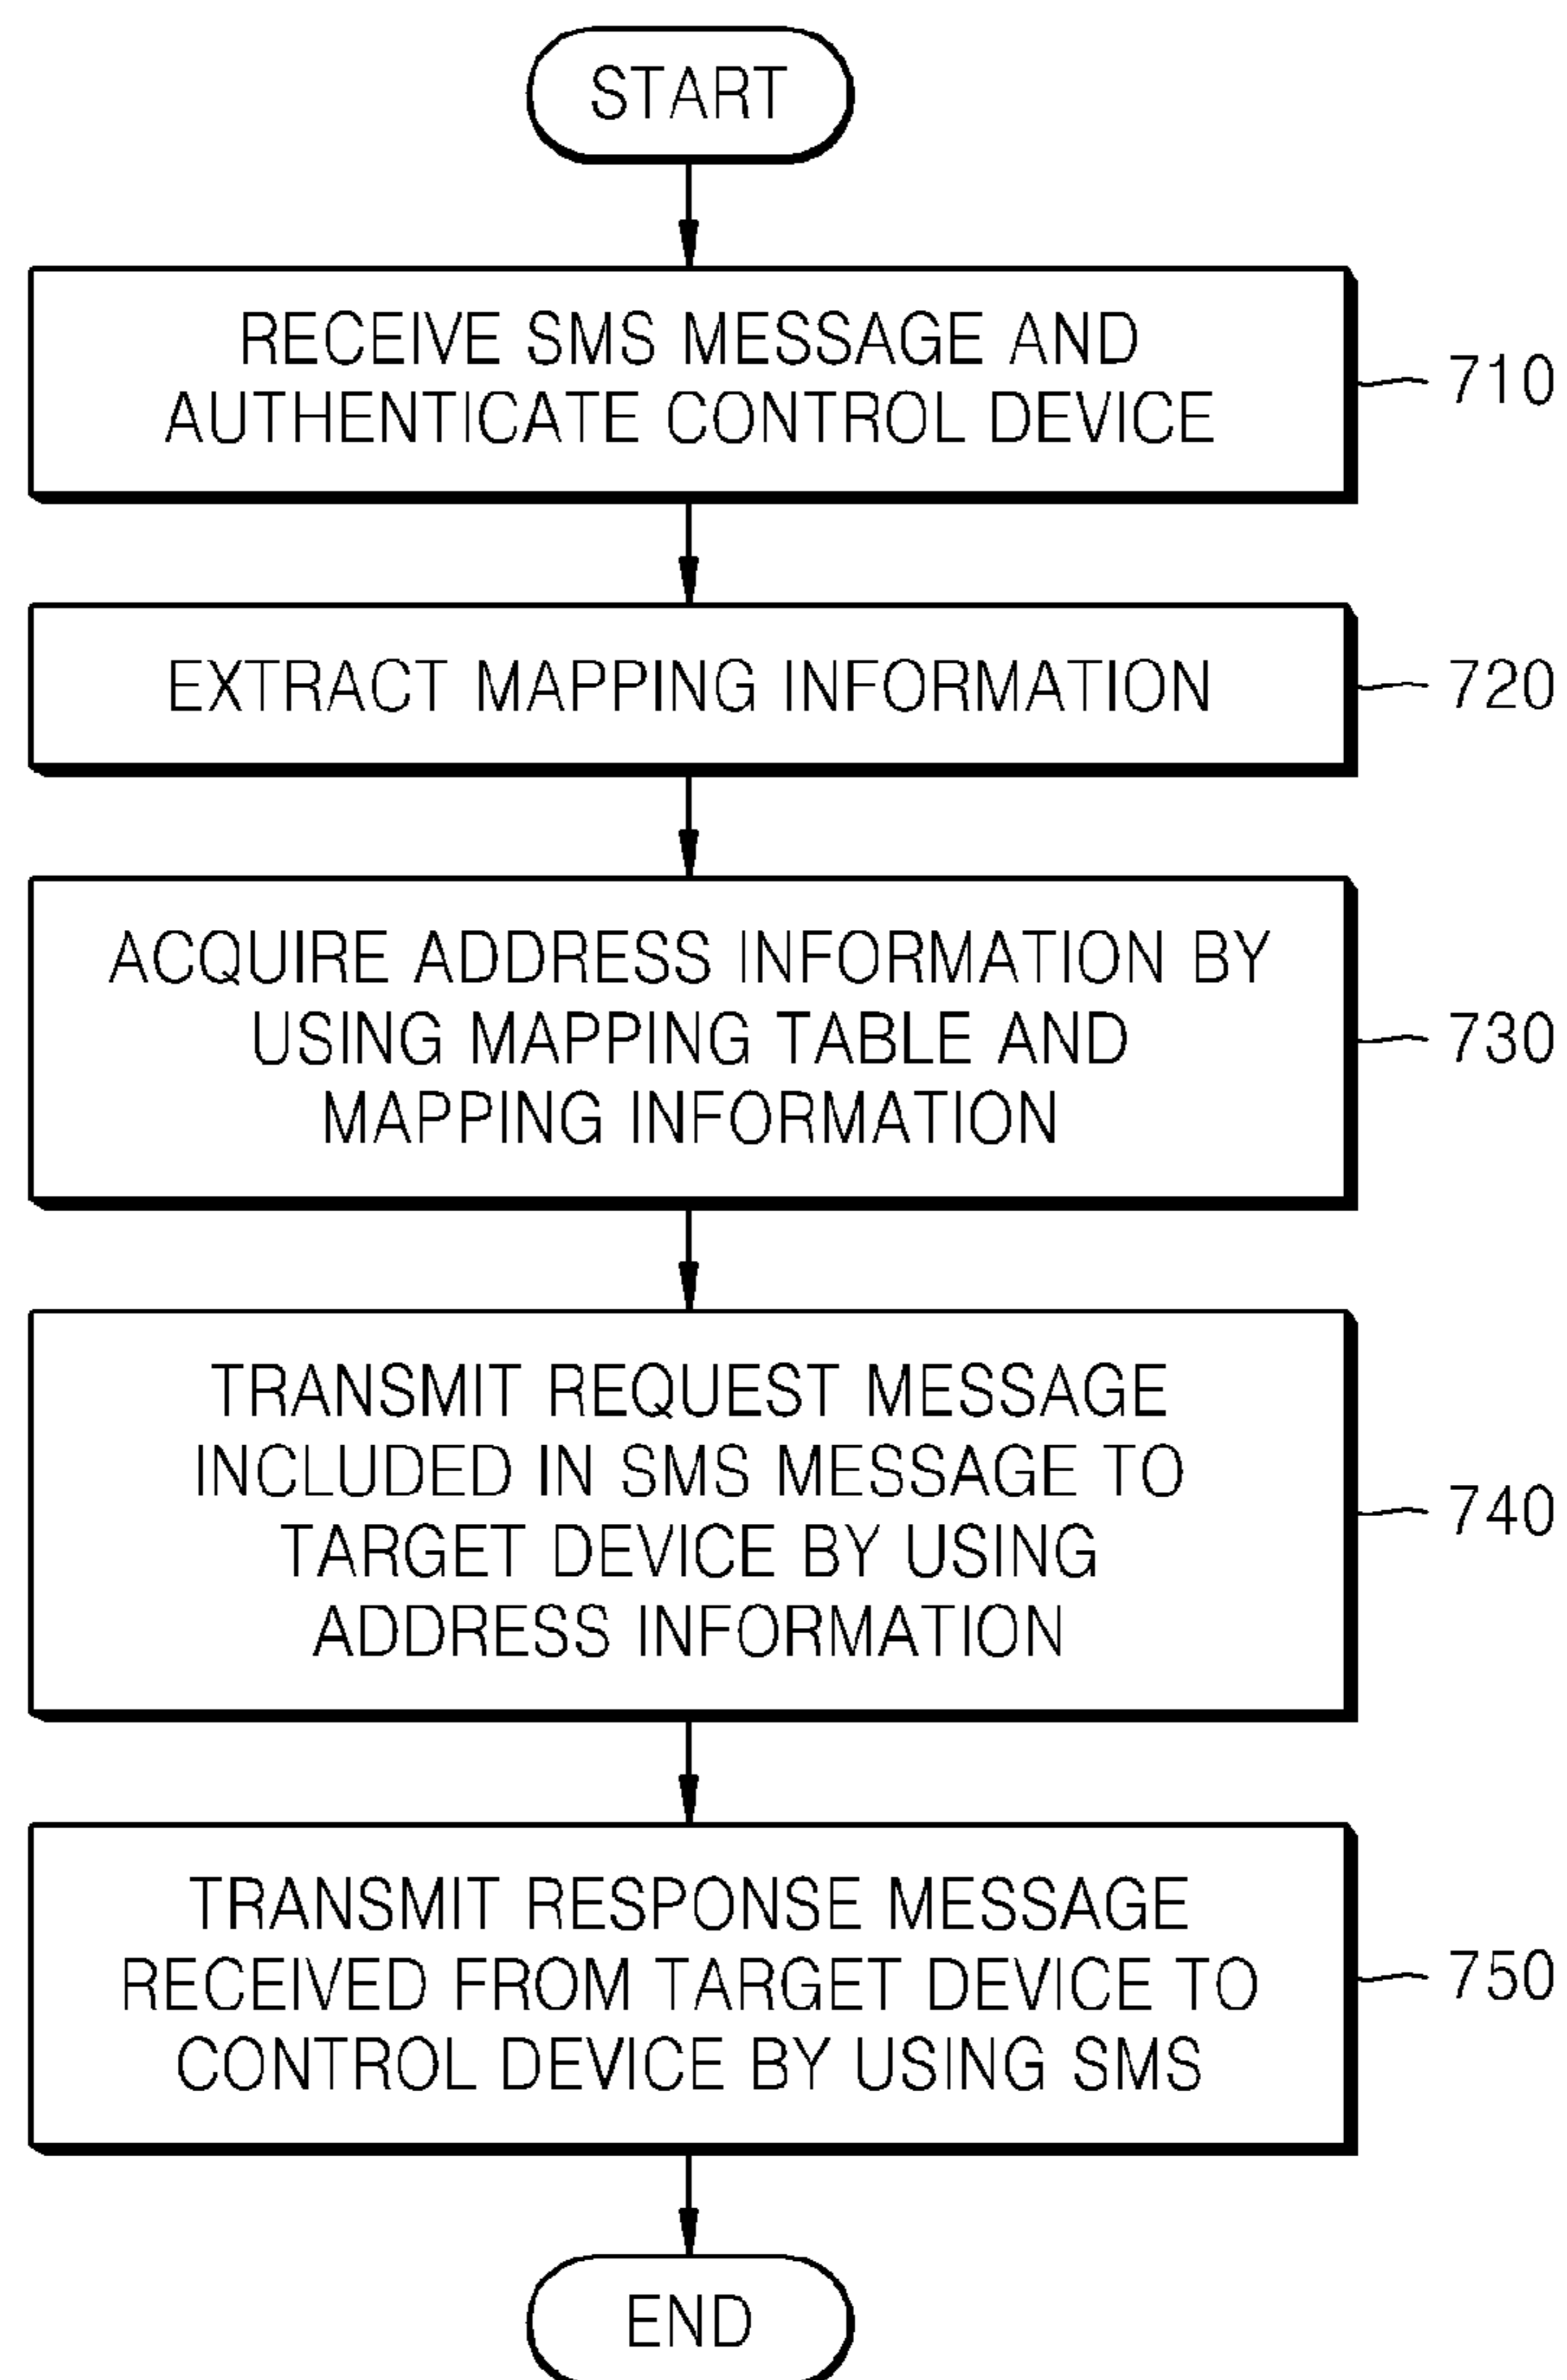 START
RECEIVE SMS MESSAGE AND
AUTHENTICATE CONTROL DEVICE
710
EXTRACT MAPPING INFORMATION
720
ACQUIRE ADDRESS INFORMATION BY
USING MAPPING TABLE AND
MAPPING INFORMATION
730
TRANSMIT REQUEST MESSAGE
INCLUDED IN SMS MESSAGE TO
TARGET DEVICE BY USING
ADDRESS INFORMATION
740
TRANSMIT RESPONSE MESSAGE
RECEIVED FROM TARGET DEVICE TO
CONTROL DEVICE BY USING SMS
750
END